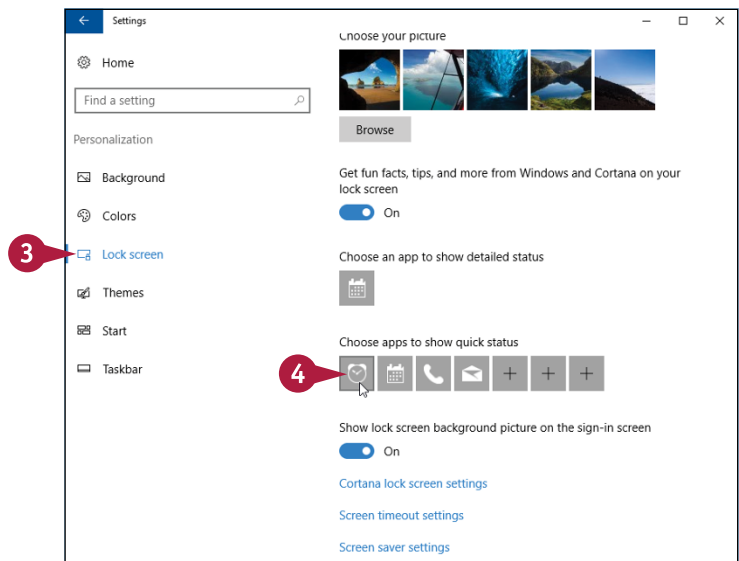 Settings
Home
Find a setting
Personalization
Background
Colors
3
Lock screen
Themes
Start
Taskbar
Choose your picture
Browse
Get fun facts, tips, and more from Windows and Cortana on your
lock screen
On
Choose an app to show detailed status
Choose apps to show quick status
4
Show lock screen background picture on the sign-in screen
On
Cortana lock screen settings
Screen timeout settings
Screen saver settings